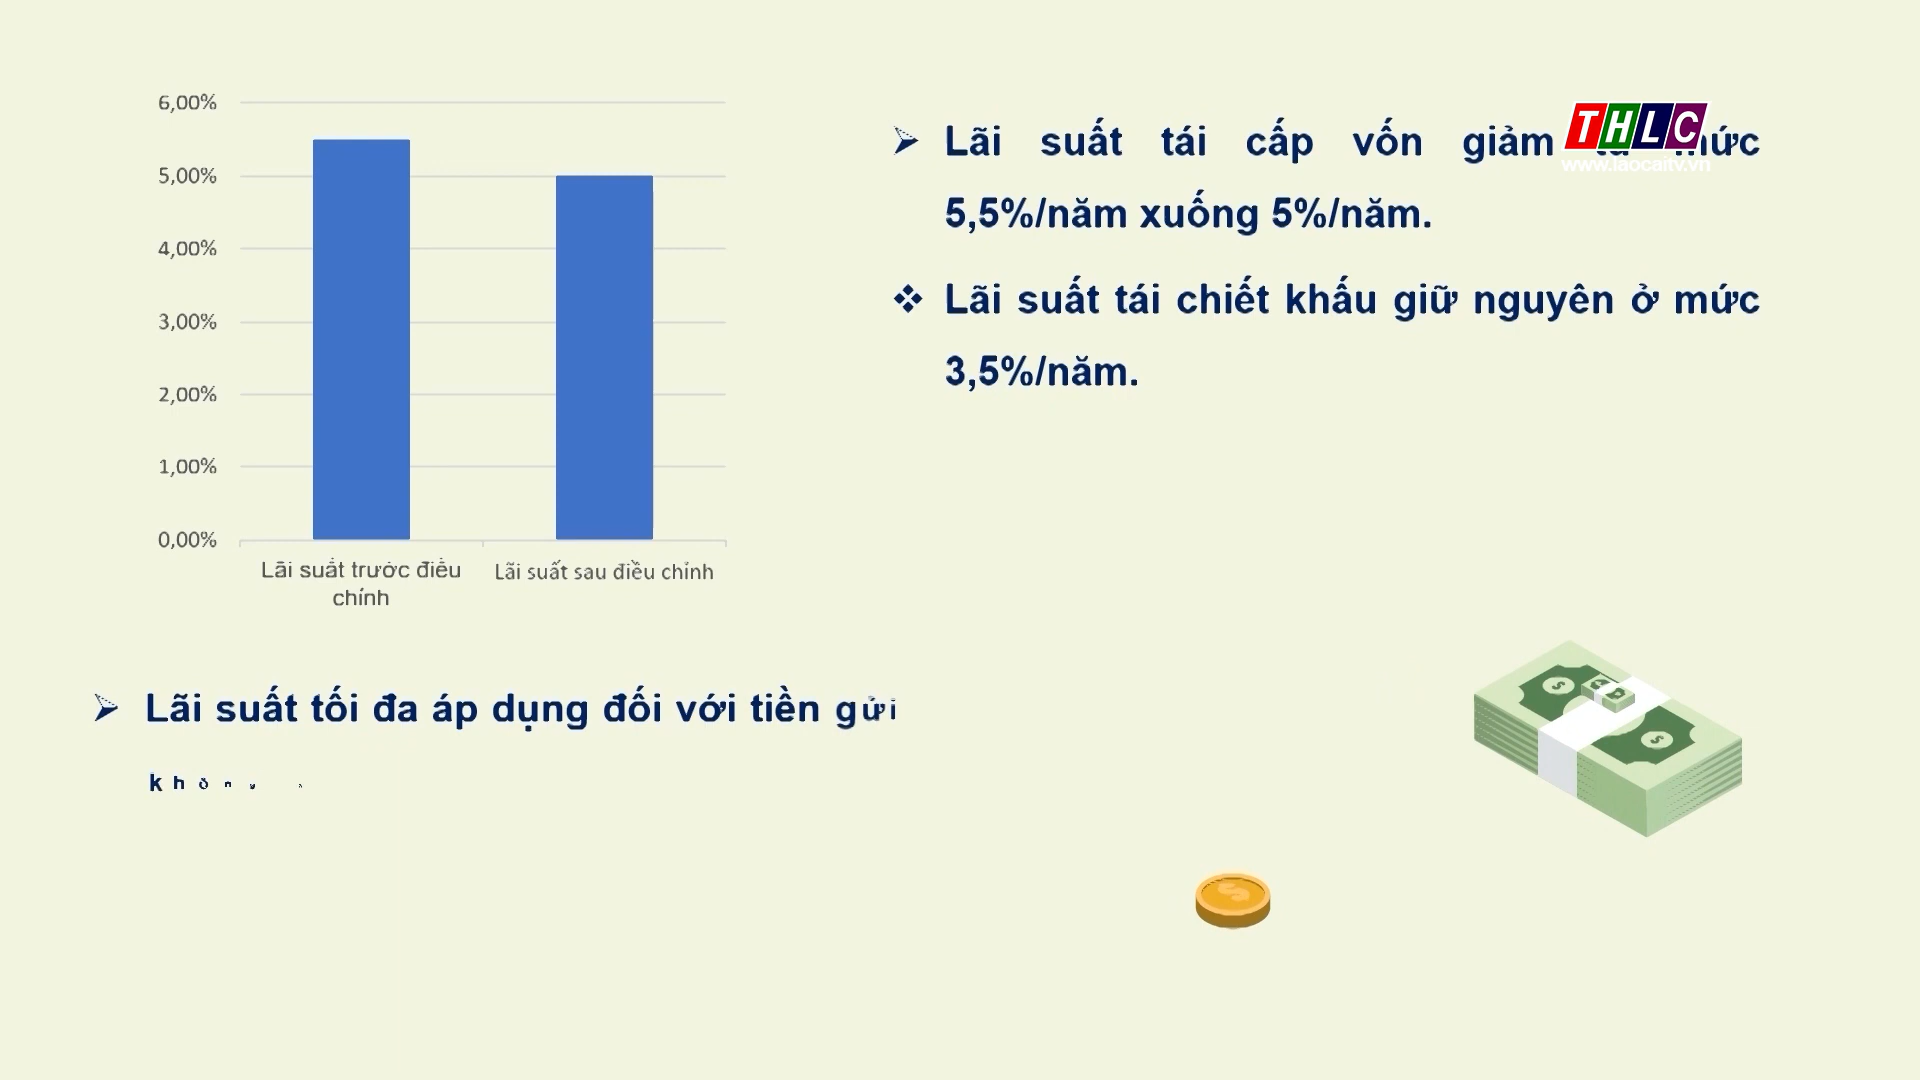 6,00%
5,00%
4,00%
3,00%
2,00%
1,00%
0,00%
Lãi suất trước điều
chỉnh
Lãi suất sau điều chỉnh
Lãi suất tái cấp vốn giảm từ mức
5,5%/năm xuống 5%/năm.
Lãi suất tái chiết khấu giữ nguyên ở mức
3,5%/năm.
THLC
www.laocaitv.vn
Lãi suất tối đa áp dụng đối với tiền gửi